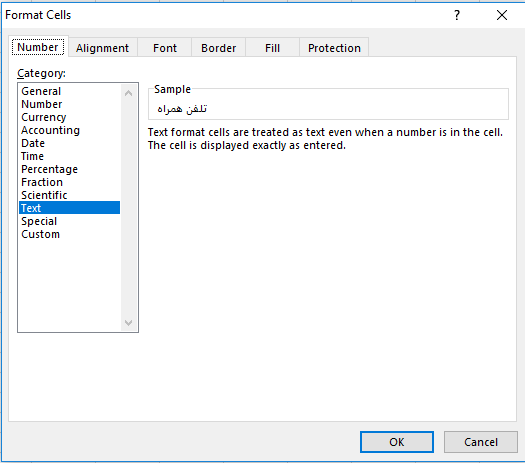 Format Cells
Number Alignment Font Border Fill Protection
Category:
General
Number
Currency
Accounting
Date
Time
Percentage
Fraction
Scientific
Text
Special
Custom
Sample
تلفن همراه
Text format cells are treated as text even when a number is in the cell.
The cell is displayed exactly as entered.
OK Cancel